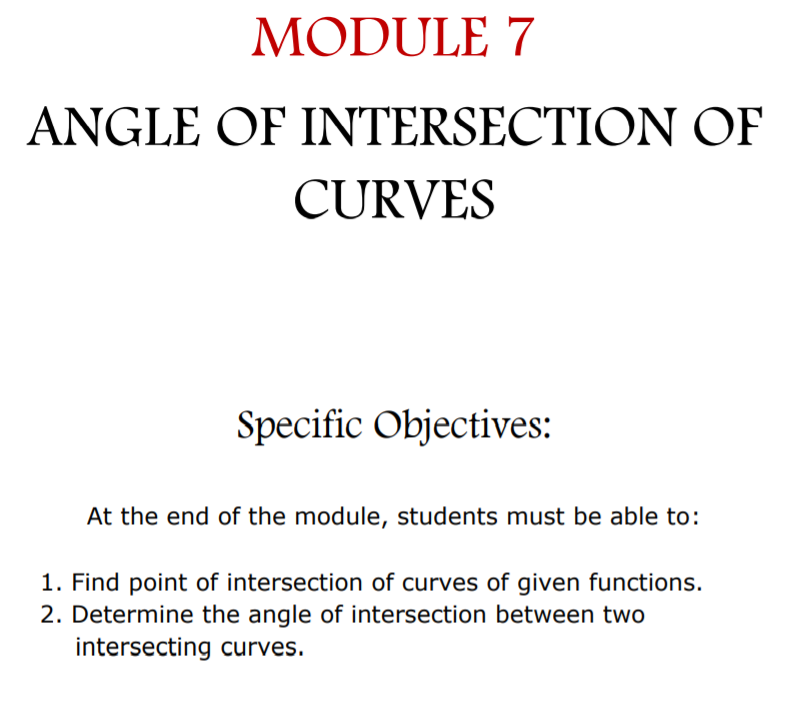 MODULE 7
ANGLE OF INTERSECTION OF
CURVES
Specific Objectives:
At the end of the module, students must be able to:
1. Find point of intersection of curves of given functions.
2. Determine the angle of intersection between two
intersecting curves.